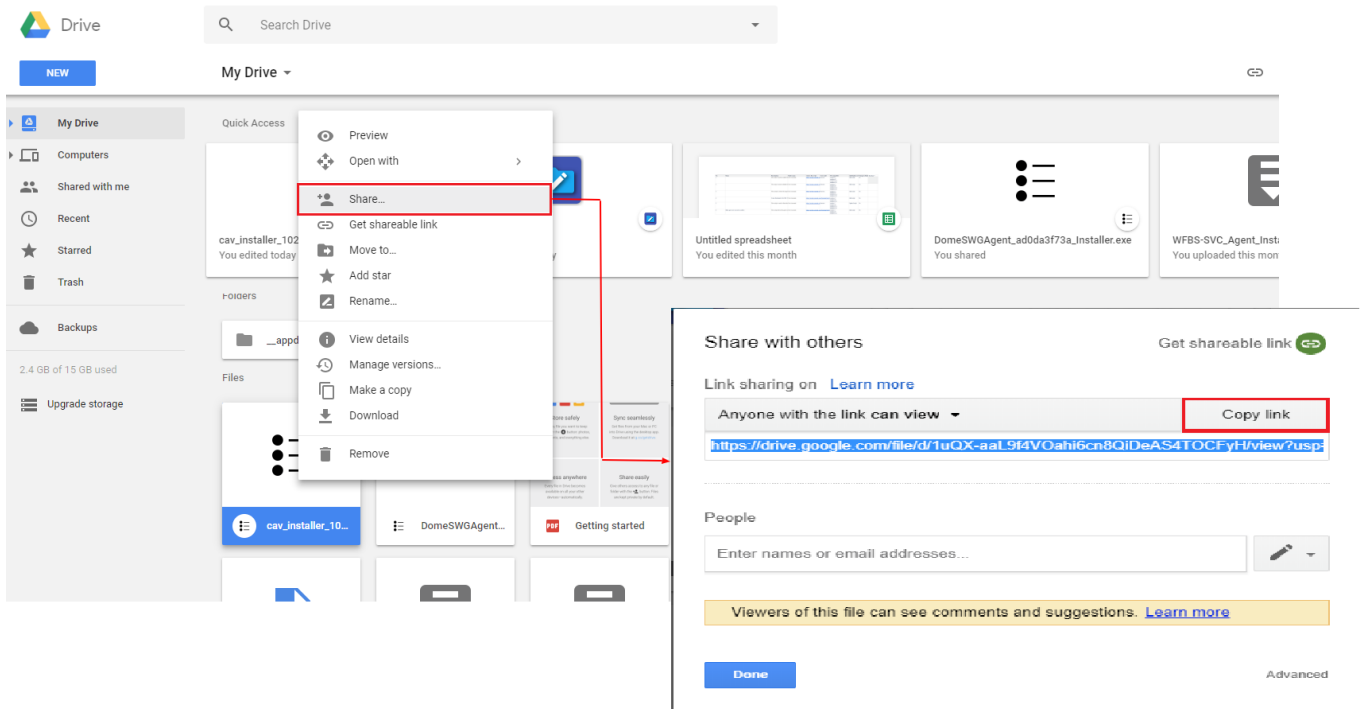 Drive
Search Drive
NEW
My Drive
My Drive
Computers
Shared with me
Recent
Starred
Trash
Backups
2.4 GB of 15 GB used
Upgrade storage
Quick Access
cav_installer_102
You edited today
y
Untitled spreadsheet
You edited this month
DomeSWGAgent_ad0da3f73a_Installer.exe
You shared
WFBS-SVC_Agent_Insta
You uploaded this mon
Preview
Open with
Share...
Get shareable link
Move to...
Add star
Rename...
View details
Manage versions...
Make a copy
Download
Remove
Folders
__appd
Files
Store safely
Sync seamlessly
Share easily
cav_installer_10...
DomeSWGAgent...
PDF
Getting started
Share with others
Get shareable link
Link sharing on Learn more
Anyone with the link can view
Copy link
https://drive.google.com/file/d/1uQX-aaL9f4VOahi6cn8QiDeAS4TOCFyH/view?usp=
People
Enter names or email addresses...
Viewers of this file can see comments and suggestions. Learn more
Done
Advanced